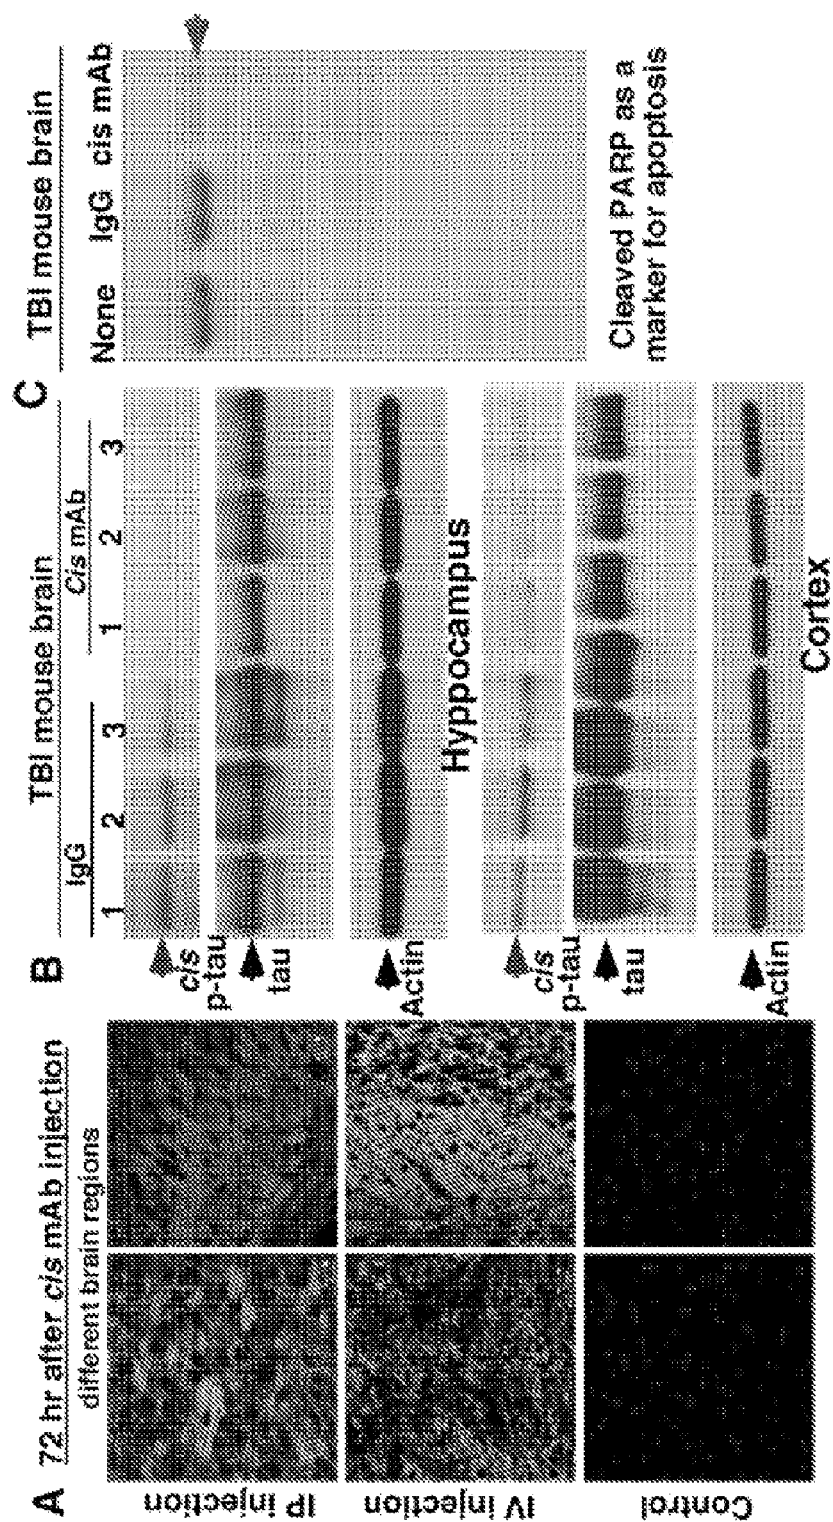 A
72 hr after cis mAb injection
different brain regions
IP injection
IV injection
Control
B
TBI mouse brain
IgG
Cis mAb
1 2 3 1 2 3
cis
p-tau
tau
Actin
Hyppocampus
cis
p-tau
tau
Actin
Cortex
C
TBI mouse brain
None IgG cis mAb
Cleaved PARP as a
marker for apoptosis